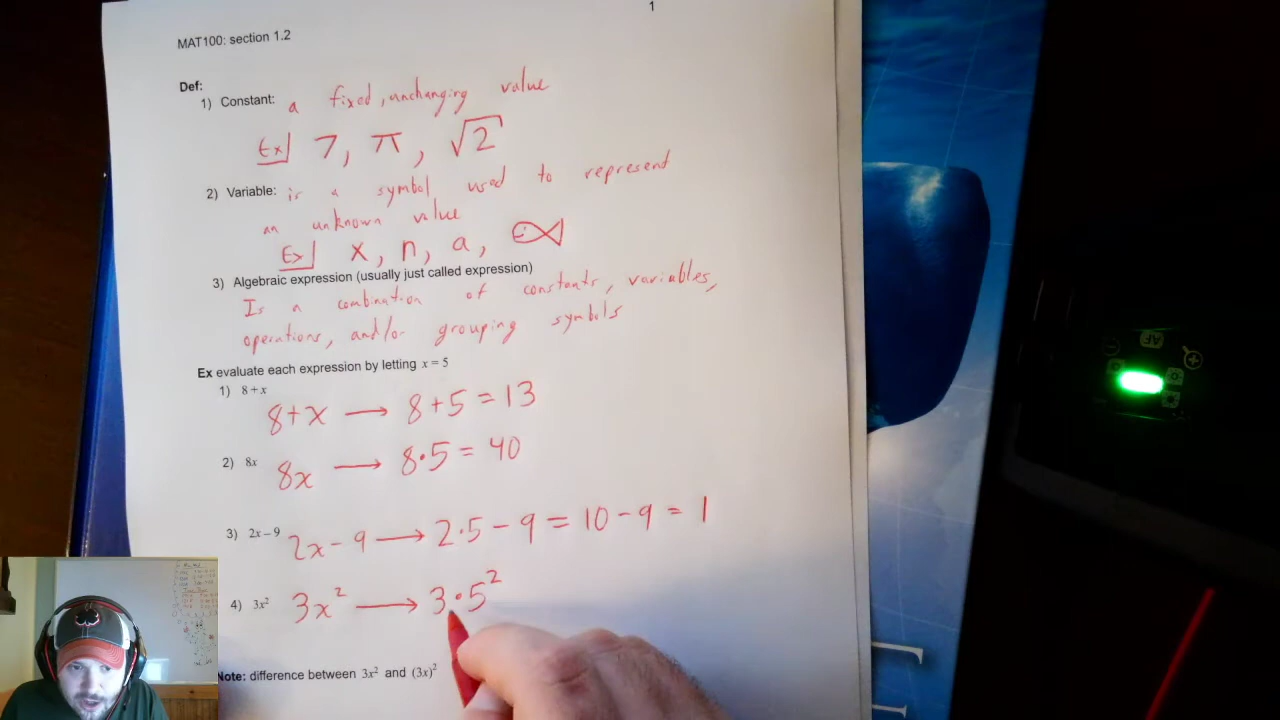 1
MAT100: section 1.2
Def:
1) Constant: a fixed, unchanging value
Ex] 7, π, √2
2) Variable: is a symbol used to represent
an unknown value
Ex] x, n, a,
3) Algebraic expression (usually just called expression)
Is a combination of constants, variables,
operations, and/or grouping symbols
Ex evaluate each expression by letting x = 5
1) 8+x
8+x → 8+5 = 13
2) 8x
8x → 8·5 = 40
3) 2x−9 2x−9 → 2·5−9 = 10−9 = 1
4) 3x² 3x² → 3·5²
Note: difference between 3x² and (3x)²
AF